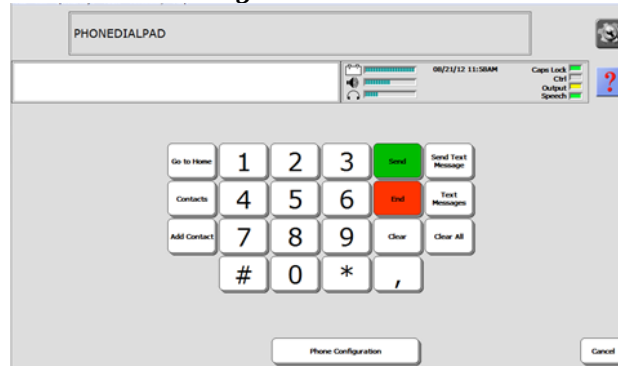 PHONEDIALPAD
08/21/12 11:58AM
Caps Lock
Ctrl
Output
Speech
?
Go to Home 1 2 3 Send Send Text Message
Contacts 4 5 6 End Text Messages
Add Contact 7 8 9 Clear Clear All
# 0 * ,
Phone Configuration
Cancel